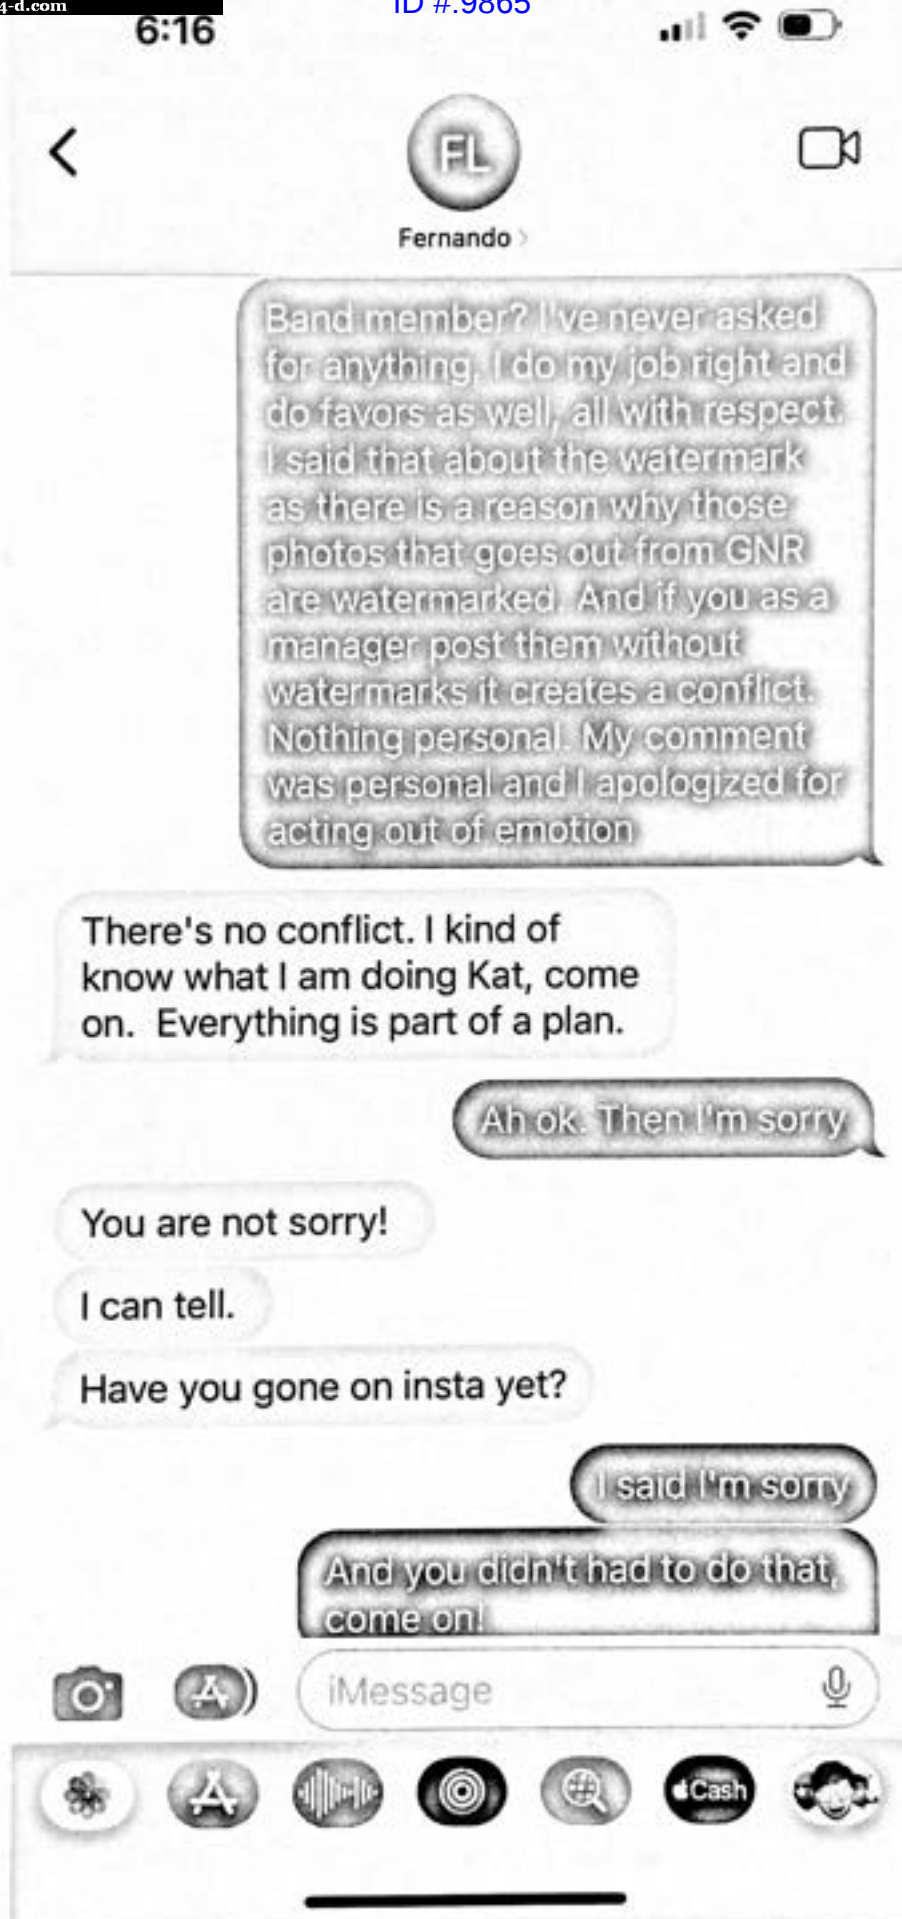 4-d.com
ID #:9865
6:16
FL
Fernando
Band member? I've never asked
for anything. I do my job right and
do favors as well, all with respect.
I said that about the watermark
as there is a reason why those
photos that goes out from GNR
are watermarked. And if you as a
manager post them without
watermarks it creates a conflict.
Nothing personal. My comment
was personal and I apologized for
acting out of emotion
There's no conflict. I kind of
know what I am doing Kat, come
on.  Everything is part of a plan.
Ah ok. Then I'm sorry
You are not sorry!
I can tell.
Have you gone on insta yet?
I said I'm sorry
And you didn't had to do that,
come on!
iMessage
Cash